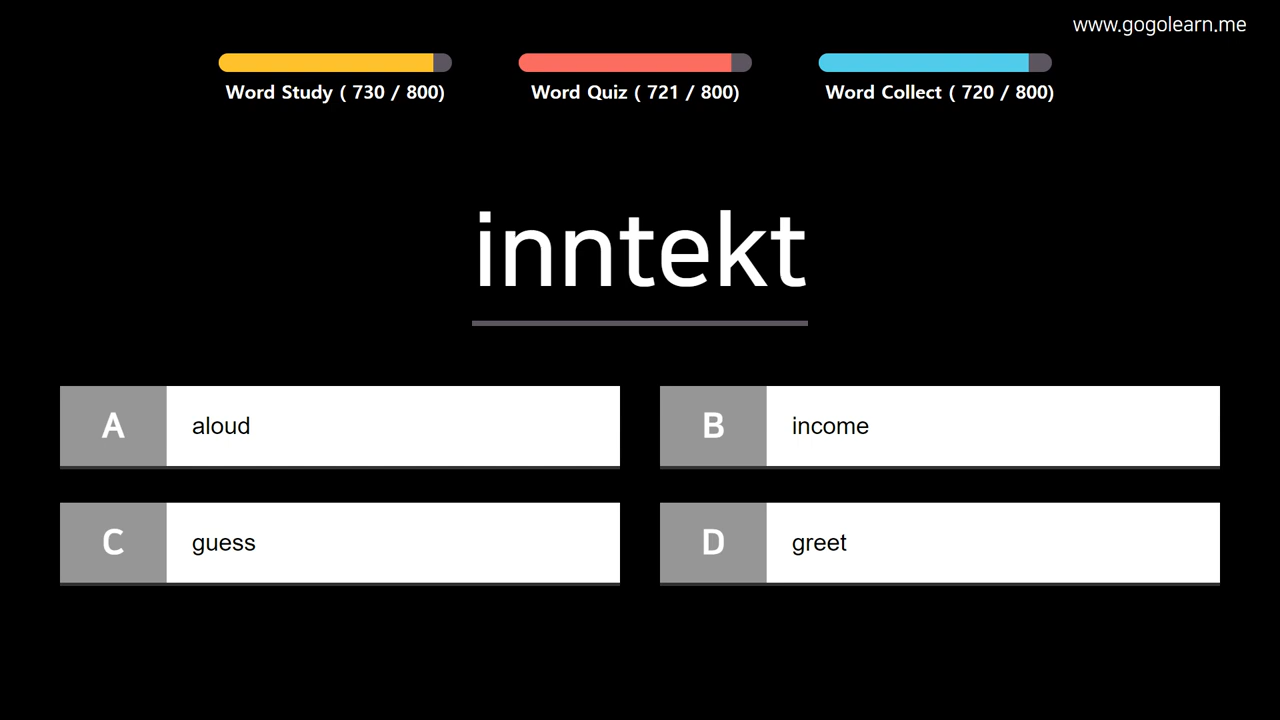 www.gogolearn.me
Word Study ( 730 / 800)
Word Quiz ( 721 / 800)
Word Collect ( 720 / 800)
inntekt
A aloud
B income
C guess
D greet